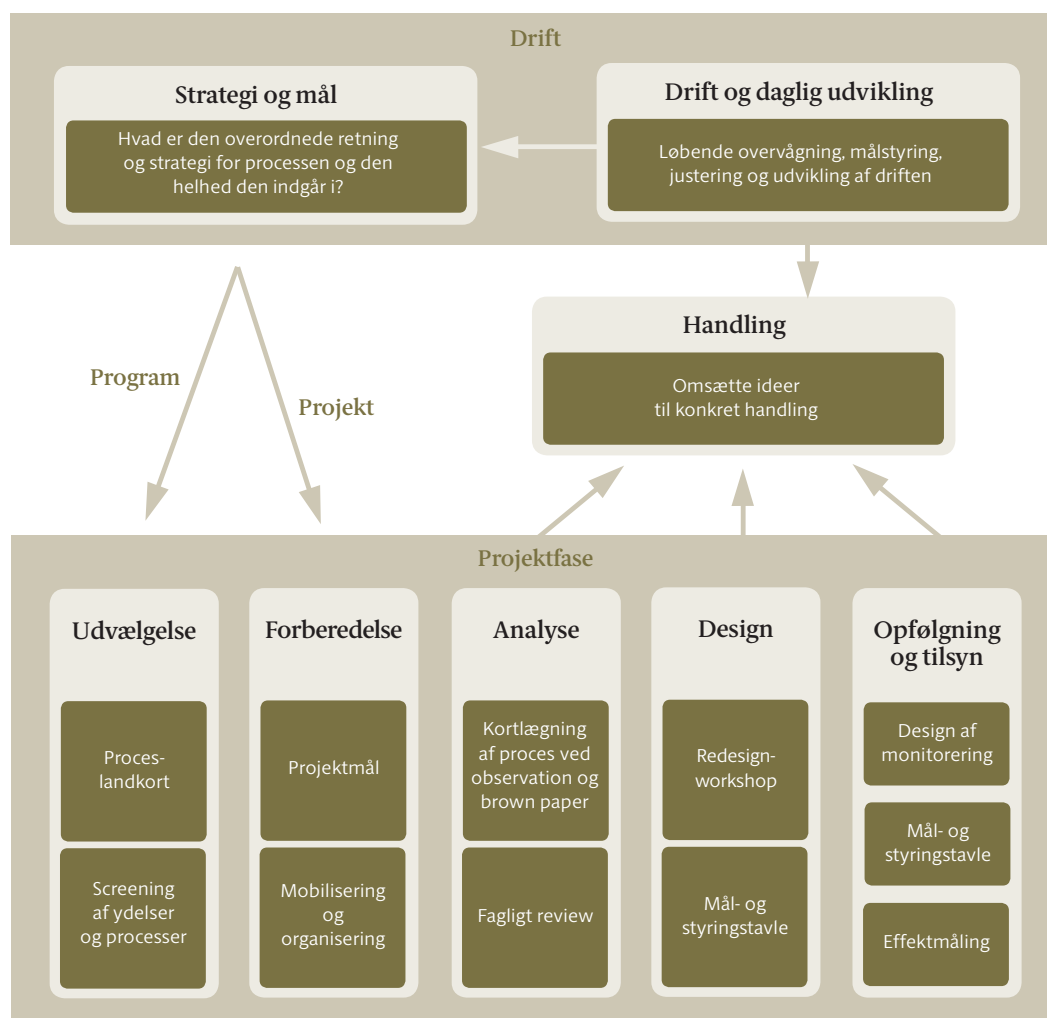 Drift
Strategi og mål
Hvad er den overordnede retning
og strategi for processen og den
helhed den indgår i?
Drift og daglig udvikling
Løbende overvågning, målstyring,
justering og udvikling af driften
Handling
Omsætte ideer
til konkret handling
Program
Projekt
Projektfase
Udvælgelse
Proces-
landkort
Screening
af ydelser
og processer
Forberedelse
Projektmål
Mobilisering
og
organisering
Analyse
Kortlægning
af proces ved
observation og
brown paper
Fagligt review
Design
Redesign-
workshop
Mål- og
styringstavle
Opfølgning
og tilsyn
Design af
monitorering
Mål- og
styringstavle
Effektmåling